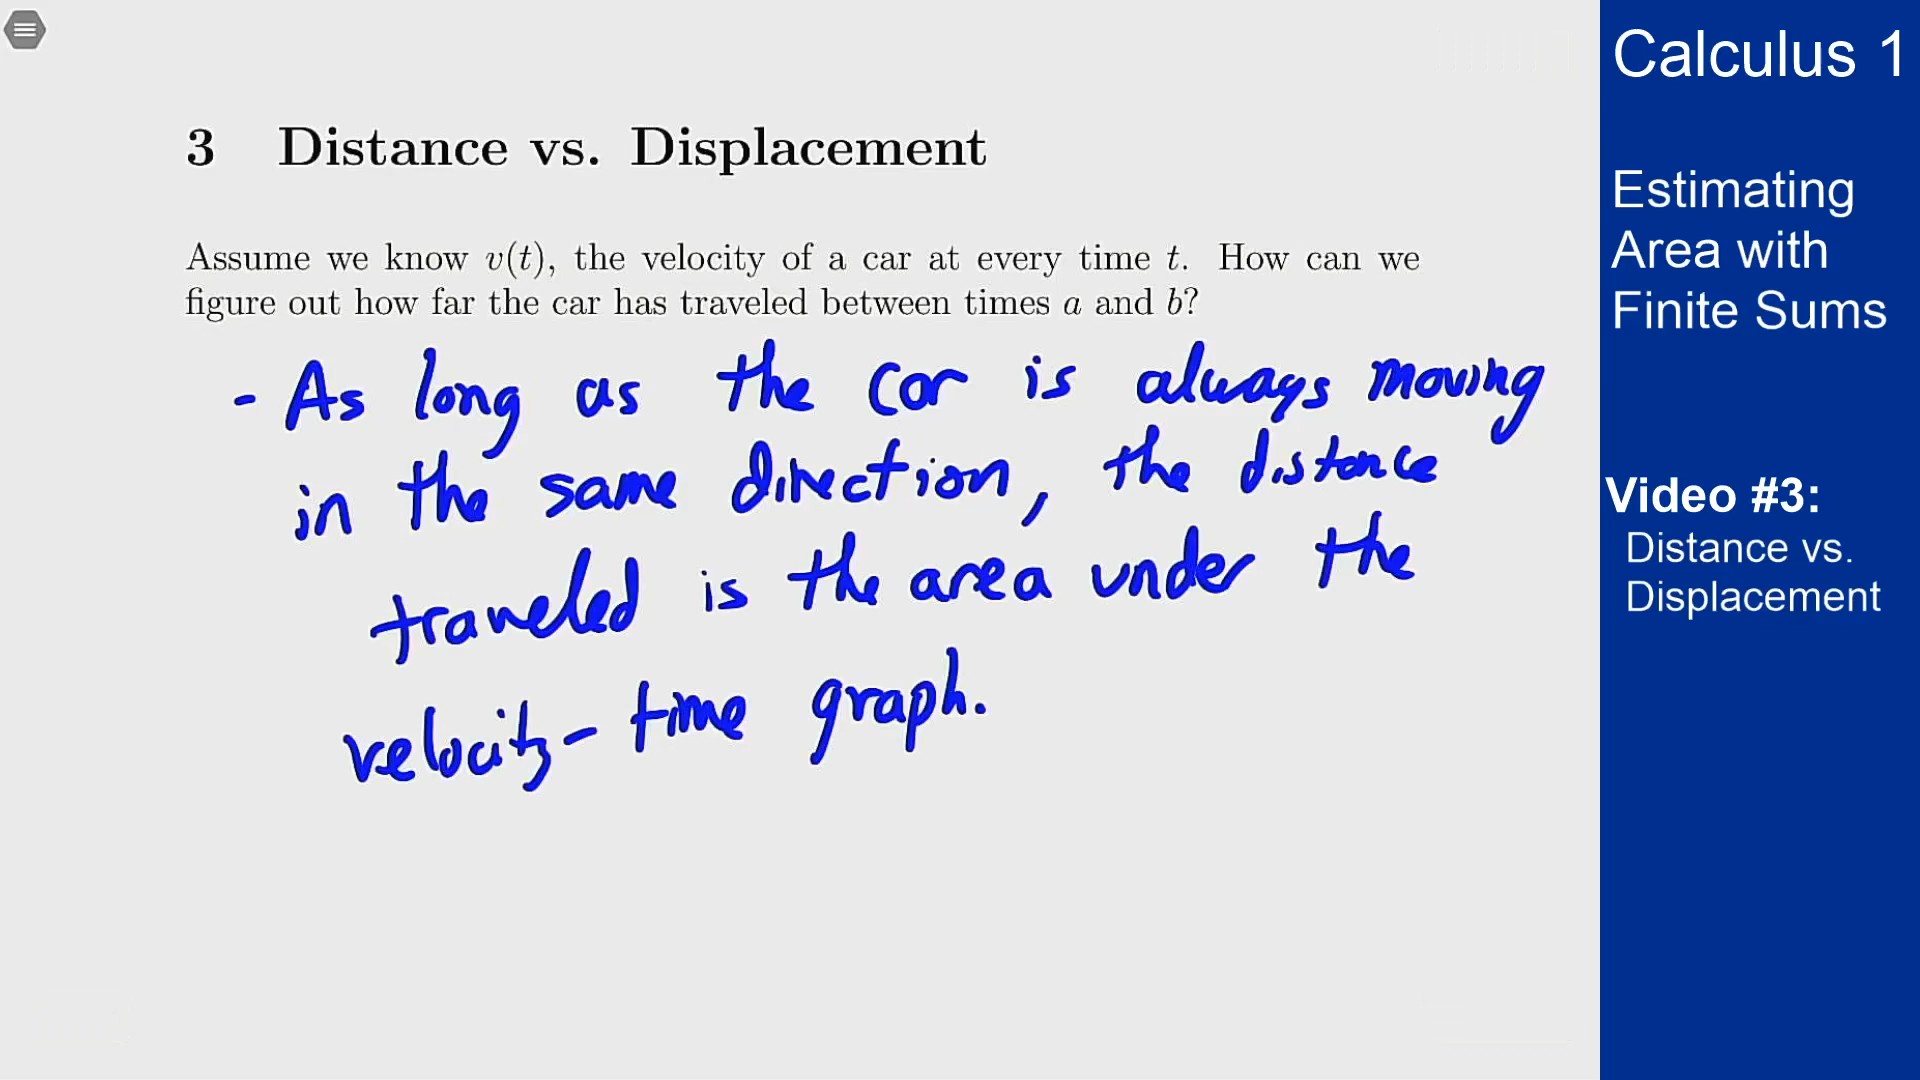 3 Distance vs. Displacement
Assume we know v(t), the velocity of a car at every time t. How can we
figure out how far the car has traveled between times a and b?
- As long as the car is always moving
in the same direction, the distance
traveled is the area under the
velocity-time graph.
Calculus 1
Estimating
Area with
Finite Sums
Video #3:
Distance vs.
Displacement